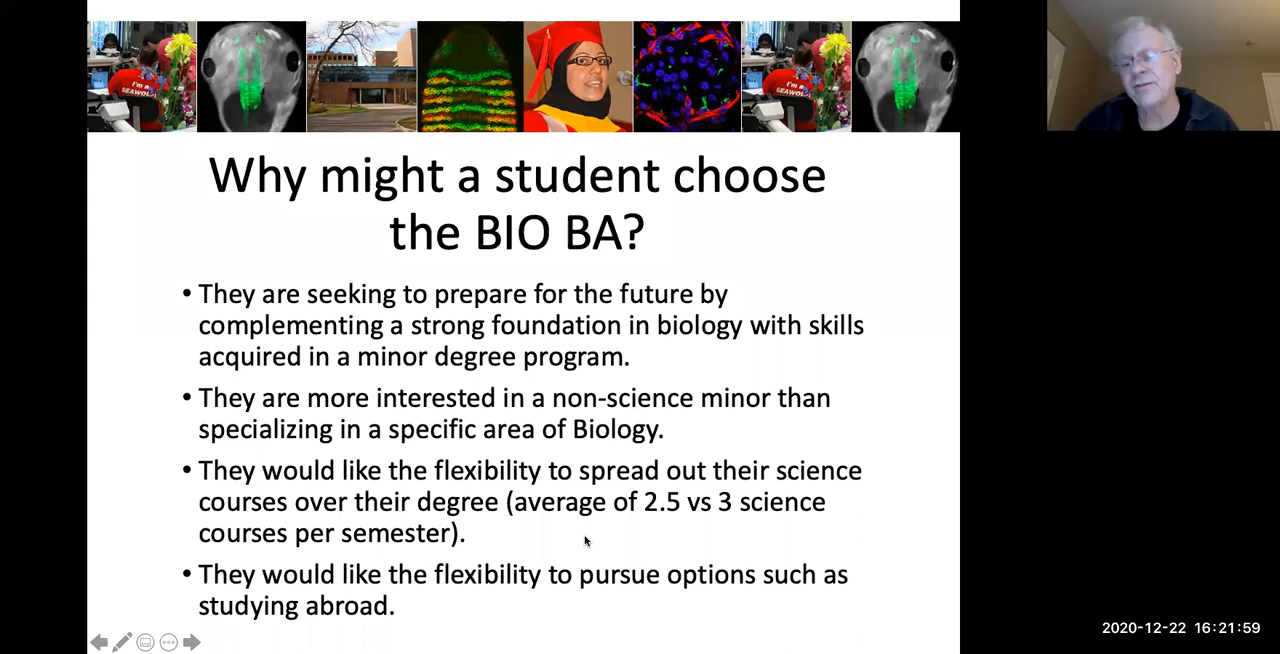 I'm a
SEAWOLF
I'm a
SEAWOLF
Why might a student choose
the BIO BA?
• They are seeking to prepare for the future by
complementing a strong foundation in biology with skills
acquired in a minor degree program.
• They are more interested in a non-science minor than
specializing in a specific area of Biology.
• They would like the flexibility to spread out their science
courses over their degree (average of 2.5 vs 3 science
courses per semester).
• They would like the flexibility to pursue options such as
studying abroad.
2020-12-22 16:21:59